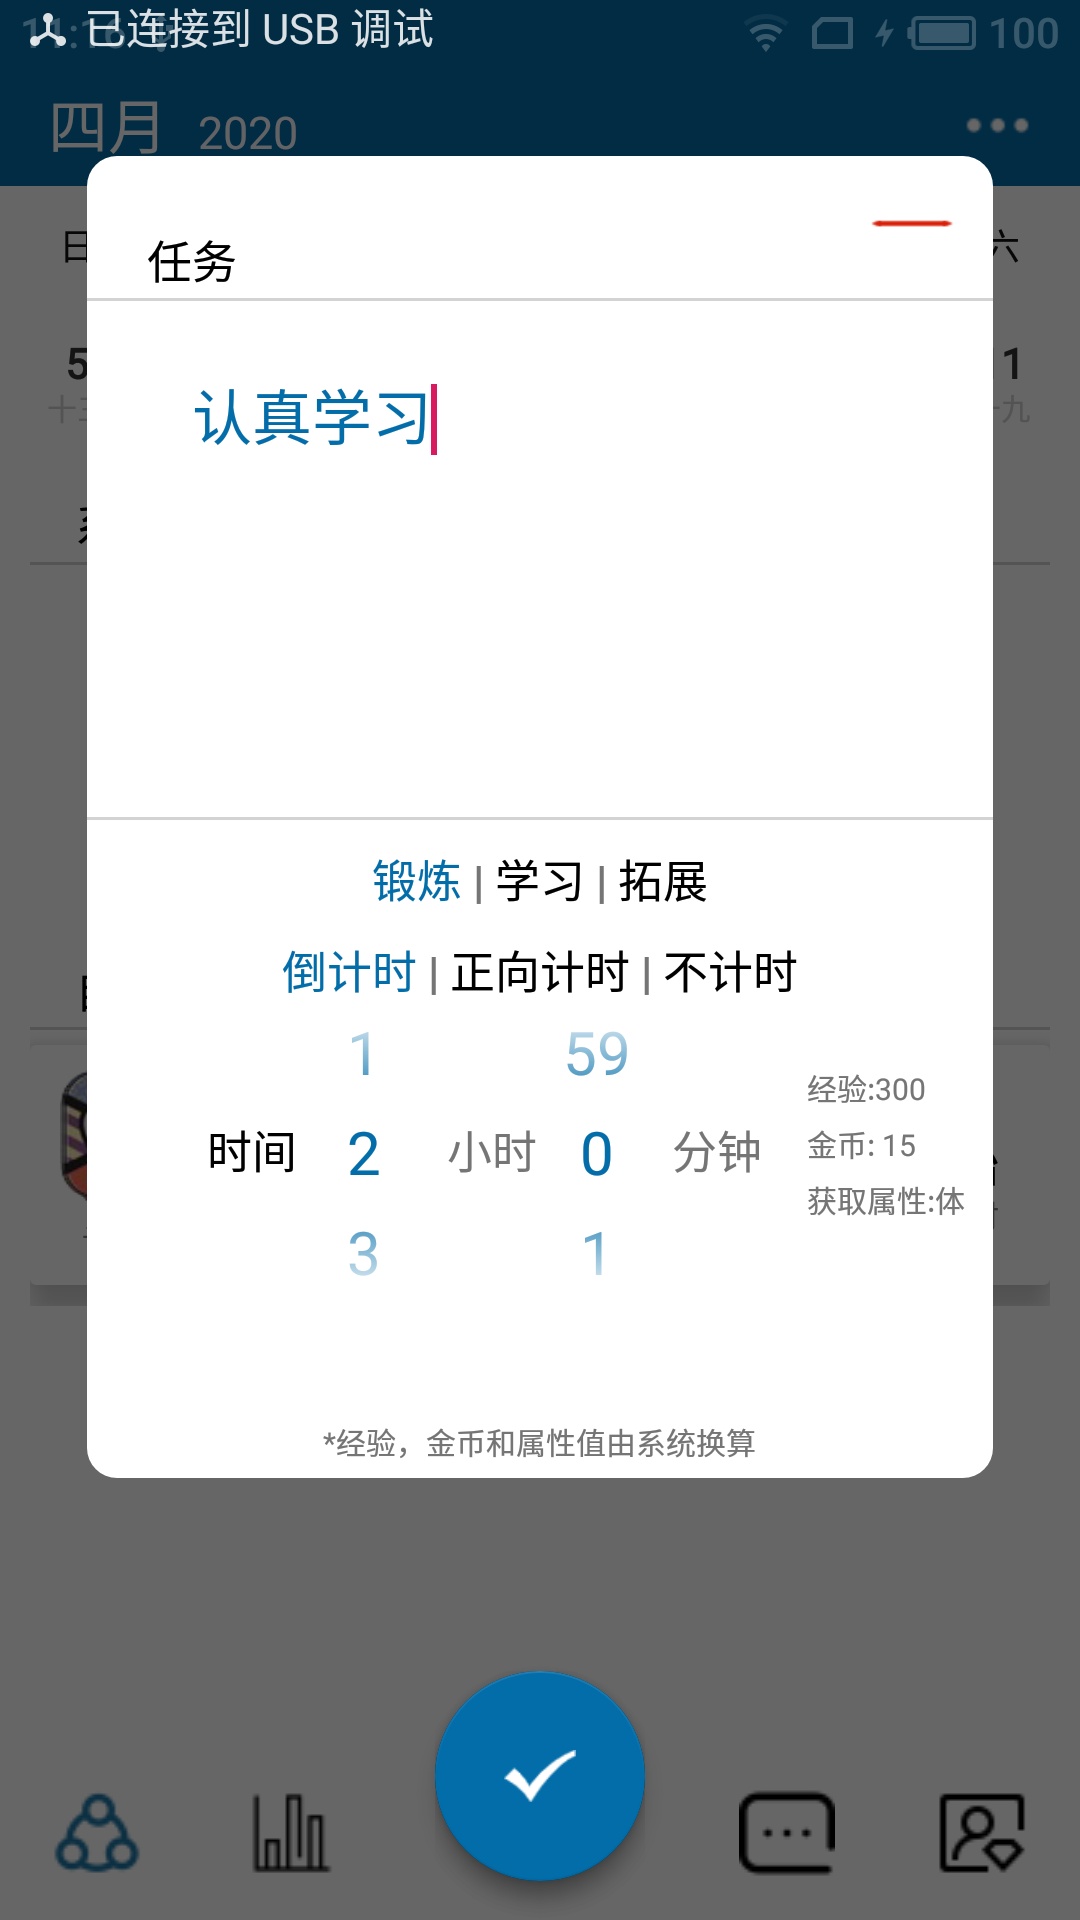 已连接到 USB 调试
100
四月 2020
日
六
任务
5
1
九
认真学习
锻炼 | 学习 | 拓展
倒计时 | 正向计时 | 不计时
1 59
时间 2 小时 0 分钟
3 1
经验:300
金币: 15
获取属性:体
*经验，金币和属性值由系统换算